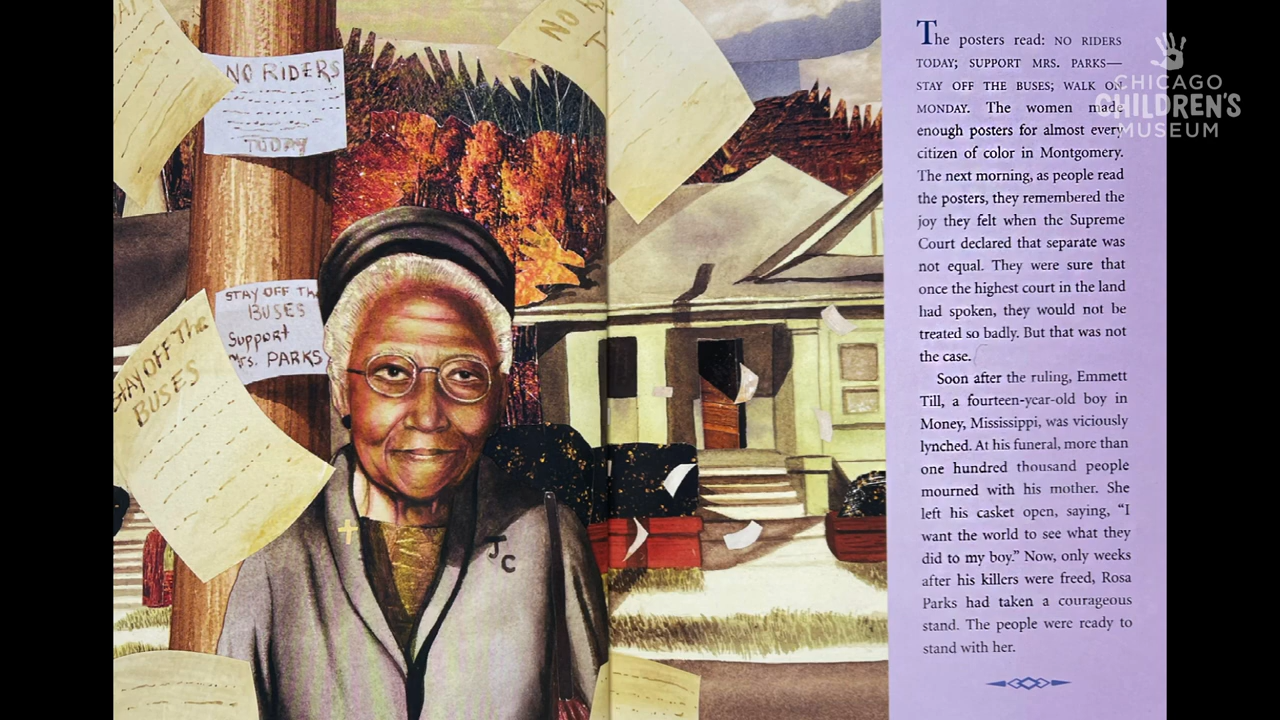 NO RIDERS
TODAY
STAY OFF THE
BUSES
Support
Mrs. PARKS
STAY OFF THE
BUSES
NO
JC
The posters read: NO RIDERS
TODAY; SUPPORT MRS. PARKS—
STAY OFF THE BUSES; WALK ON
MONDAY. The women made
enough posters for almost every
citizen of color in Montgomery.
The next morning, as people read
the posters, they remembered the
joy they felt when the Supreme
Court declared that separate was
not equal. They were sure that
once the highest court in the land
had spoken, they would not be
treated so badly. But that was not
the case.
Soon after the ruling, Emmett
Till, a fourteen-year-old boy in
Money, Mississippi, was viciously
lynched. At his funeral, more than
one hundred thousand people
mourned with his mother. She
left his casket open, saying, “I
want the world to see what they
did to my boy.” Now, only weeks
after his killers were freed, Rosa
Parks had taken a courageous
stand. The people were ready to
stand with her.
CHICAGO
CHILDREN'S
MUSEUM